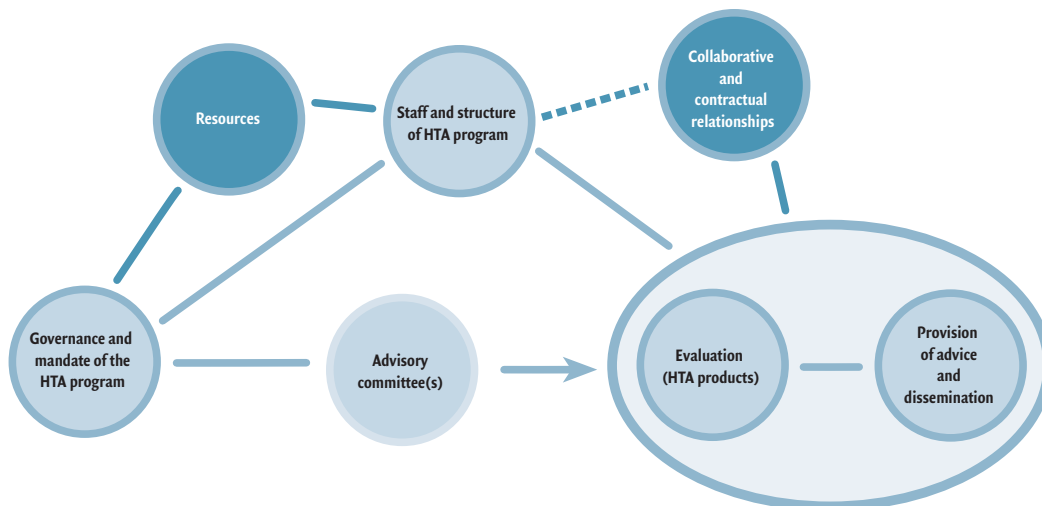 Resources
Staff and structure
of HTA program
Collaborative
and
contractual
relationships
Governance and
mandate of the
HTA program
Advisory
committee(s)
Evaluation
(HTA products)
Provision
of advice
and
dissemination